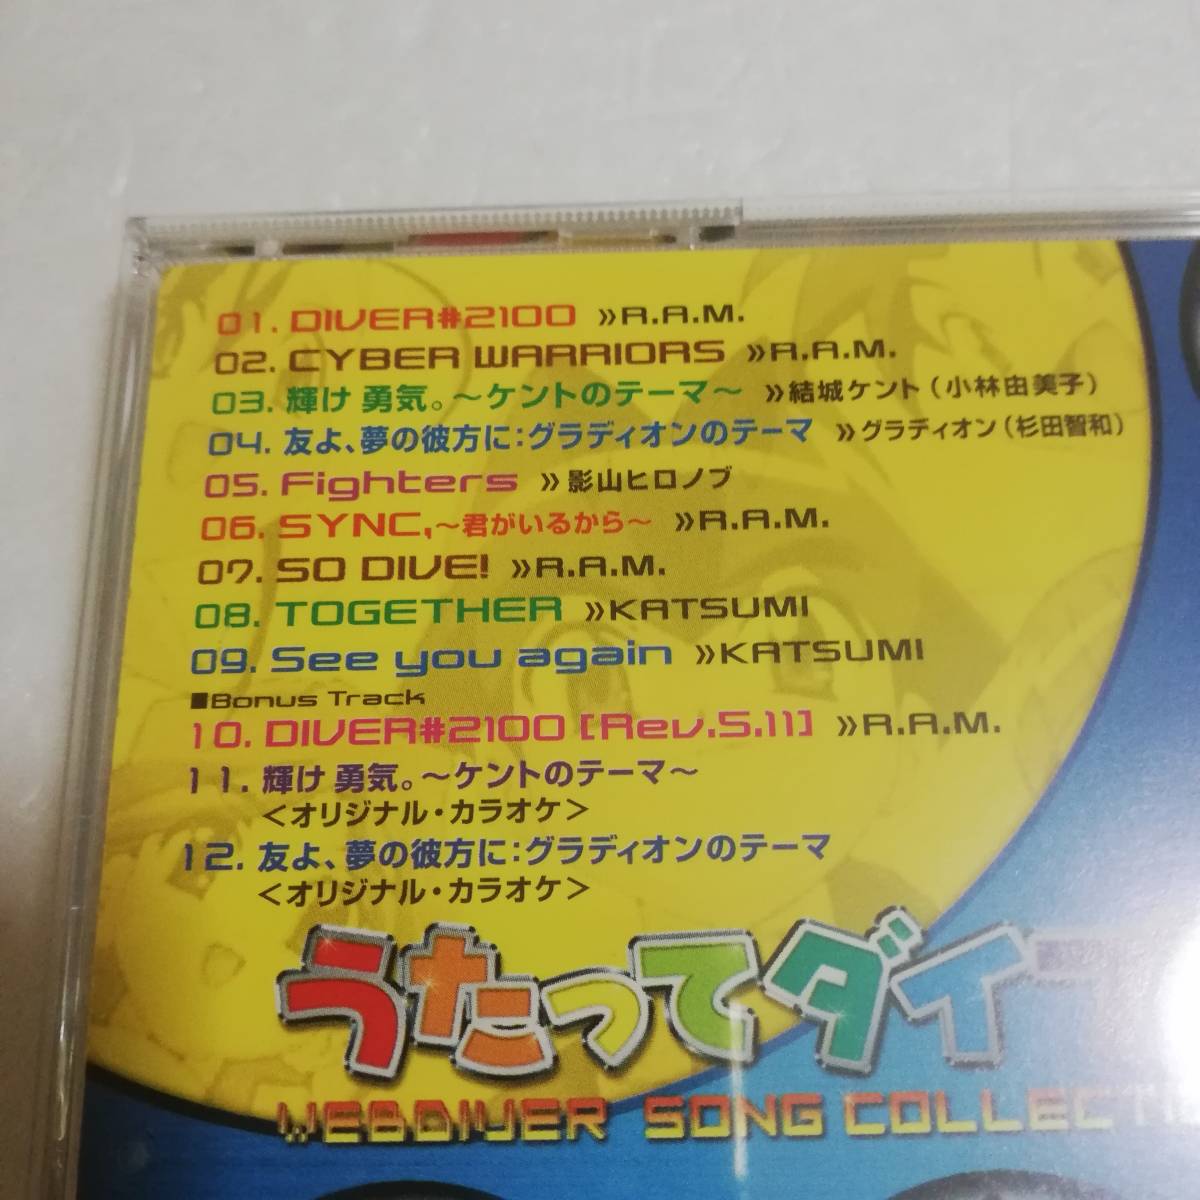 01. DIVER#2100 »R.A.M.
02. CYBER WARRIORS »R.A.M.
03. 輝け 勇気。～ケントのテーマ～ »結城ケント(小林由美子)
04. 友よ、夢の彼方に:グラディオンのテーマ »グラディオン(杉田智和)
05. Fighters »影山ヒロノブ
06. SYNC,～君がいるから～ »R.A.M.
07. SO DIVE! »R.A.M.
08. TOGETHER »KATSUMI
09. See you again »KATSUMI
■Bonus Track
10. DIVER#2100 [Rev.5.11] »R.A.M.
11. 輝け 勇気。～ケントのテーマ～
＜オリジナル・カラオケ＞
12. 友よ、夢の彼方に:グラディオンのテーマ
＜オリジナル・カラオケ＞
うたってダイ
WEBDIVER SONG COLLECTI